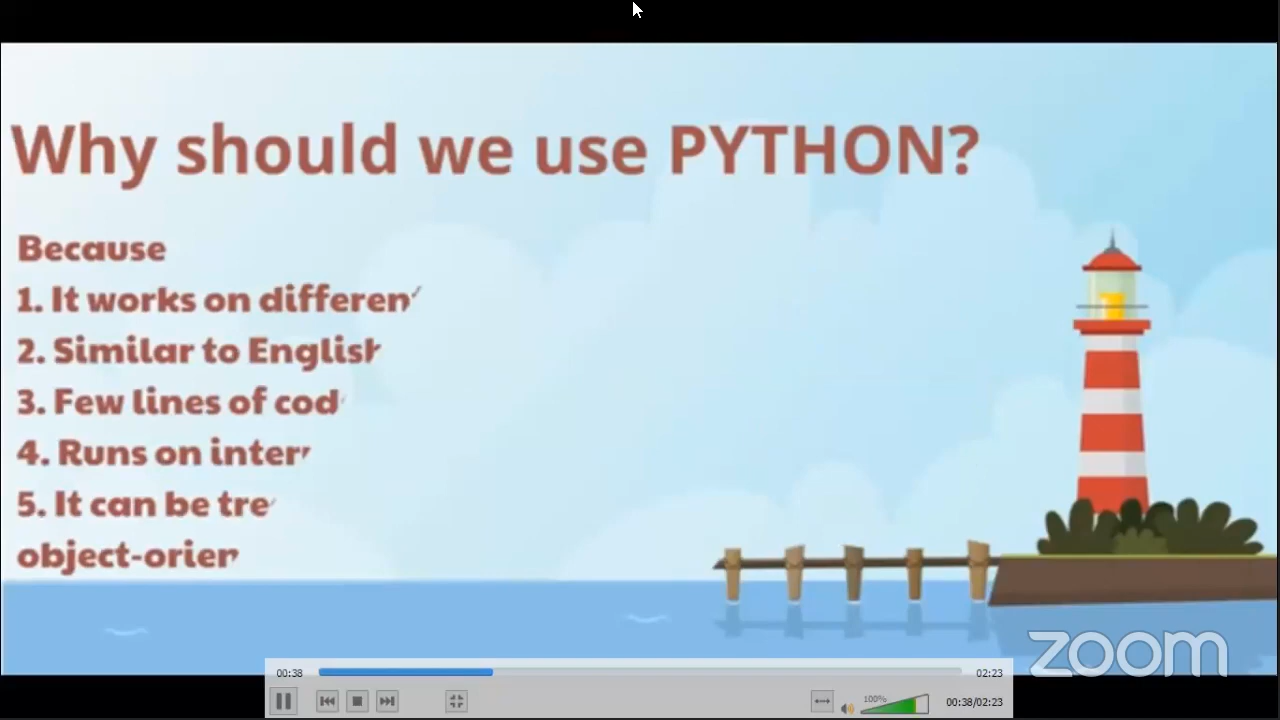 Why should we use PYTHON?
Because
1. It works on differen
2. Similar to English
3. Few lines of cod
4. Runs on inter
5. It can be tre
object-orien
zoom
00:38
02:23
100%
00:38/02:23